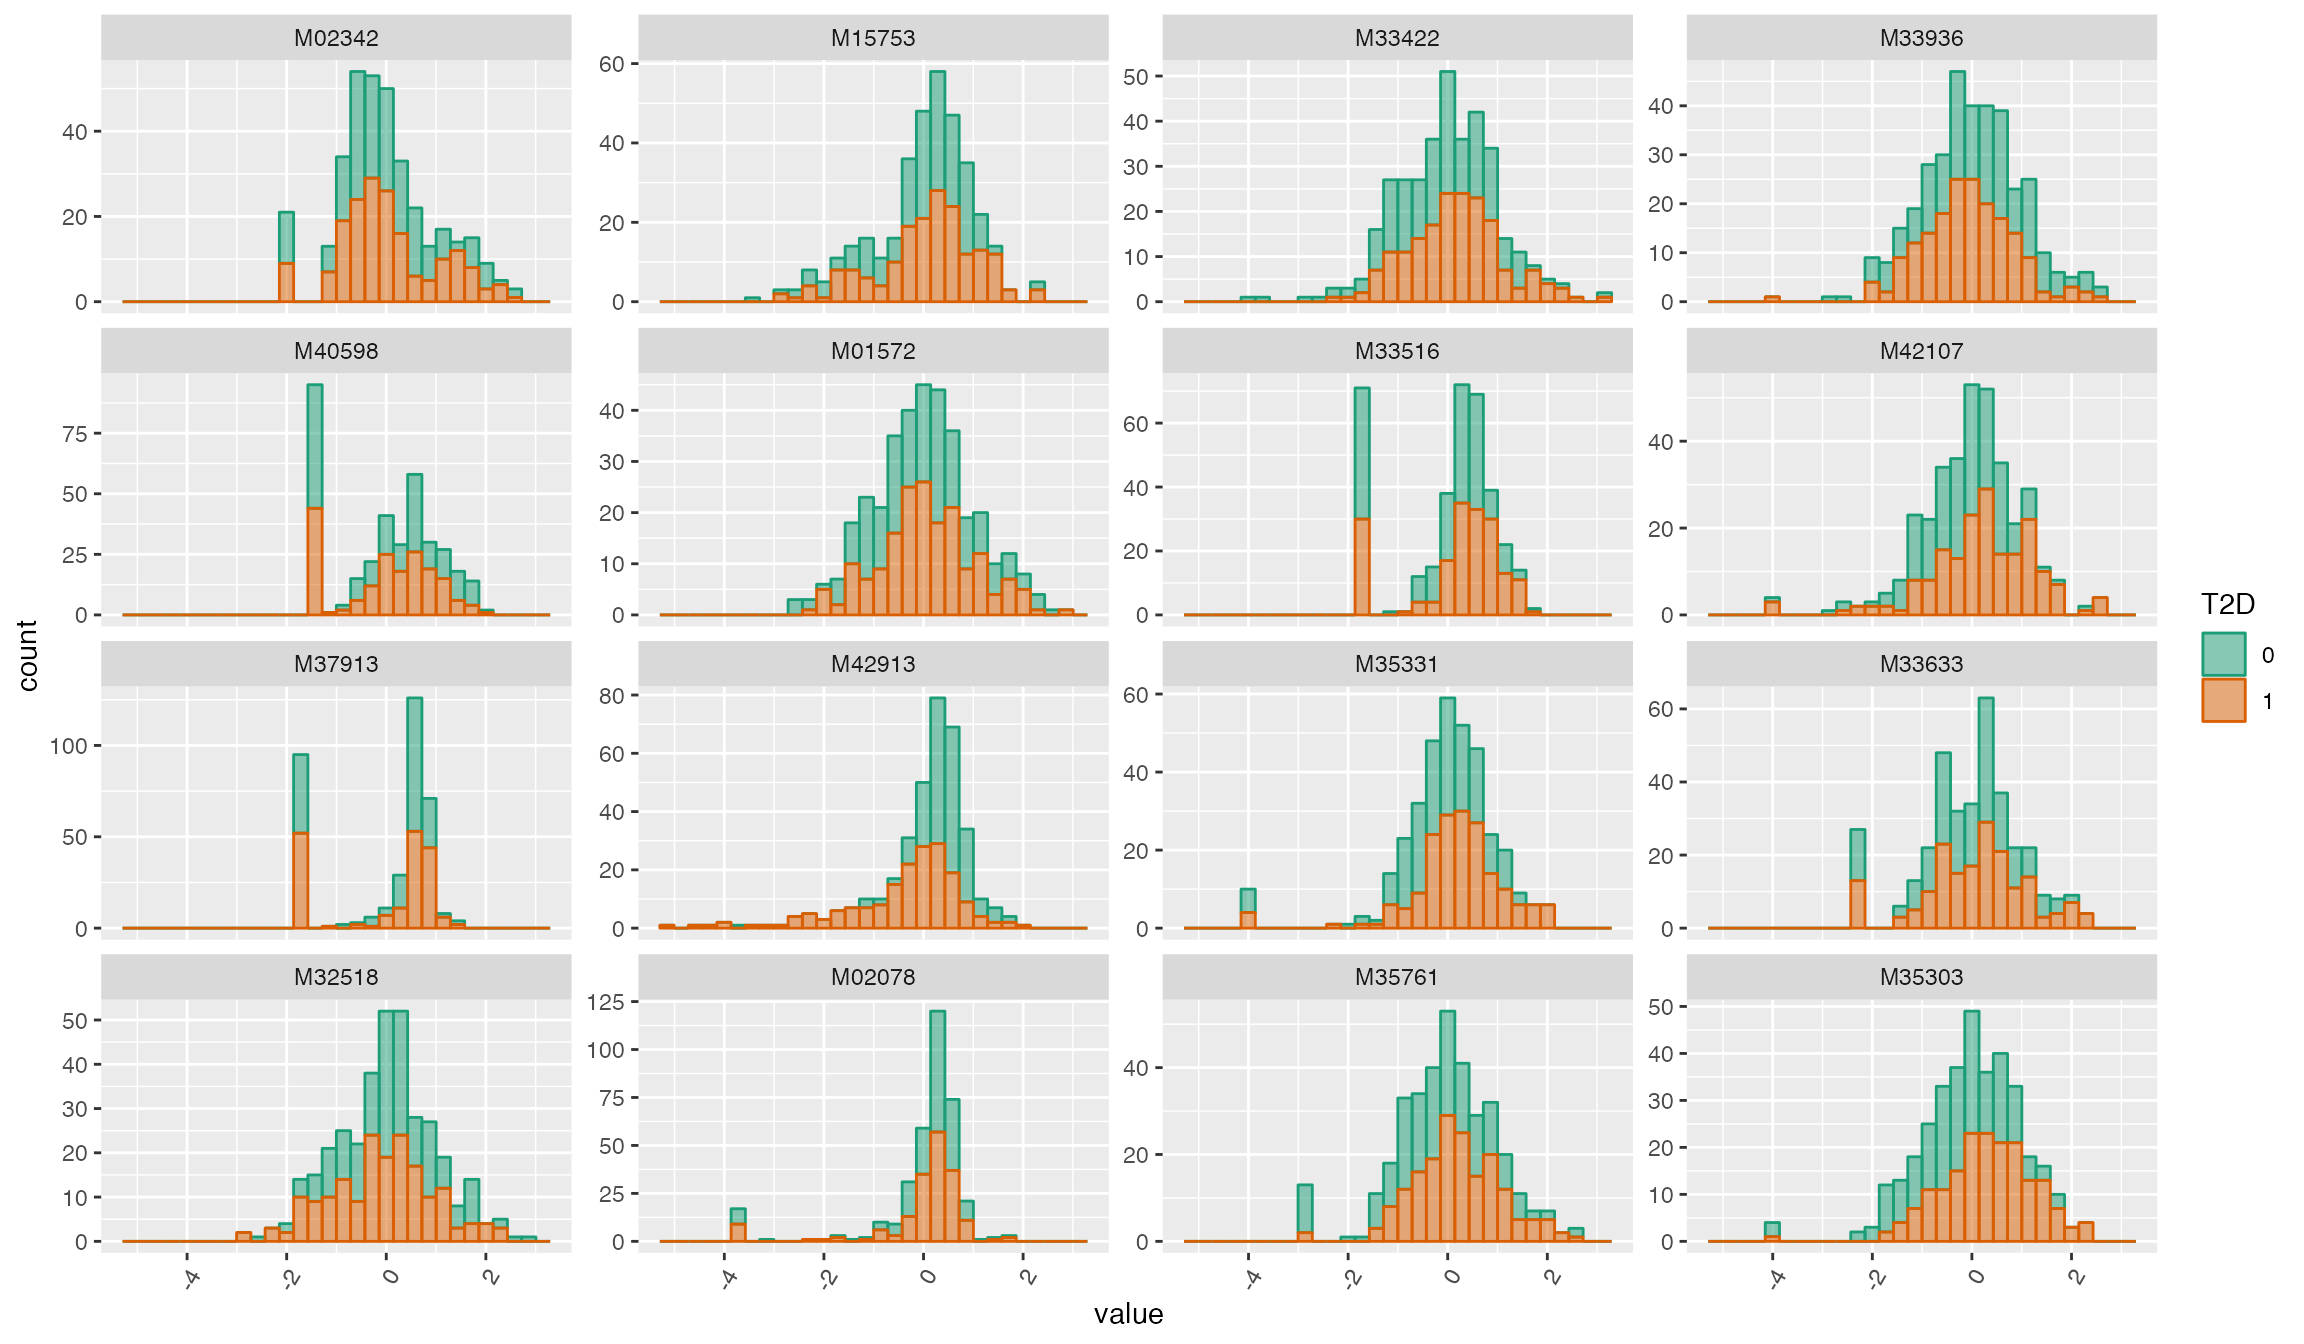 M02342 M15753 M33422 M33936
40 20 0
60 40 20 0
50 40 30 20 10 0
40 30 20 10 0
M40598 M01572 M33516 M42107
75 50 25 0
40 30 20 10 0
60 40 20 0
40 20 0
M37913 M42913 M35331 M33633
100 50 0
80 60 40 20 0
60 40 20 0
60 40 20 0
M32518 M02078 M35761 M35303
50 40 30 20 10 0
125 100 75 50 25 0
40 20 0
50 40 30 20 10 0
-4 -2 0 2 -4 -2 0 2 -4 -2 0 2 -4 -2 0 2
value
count
T2D
0
1